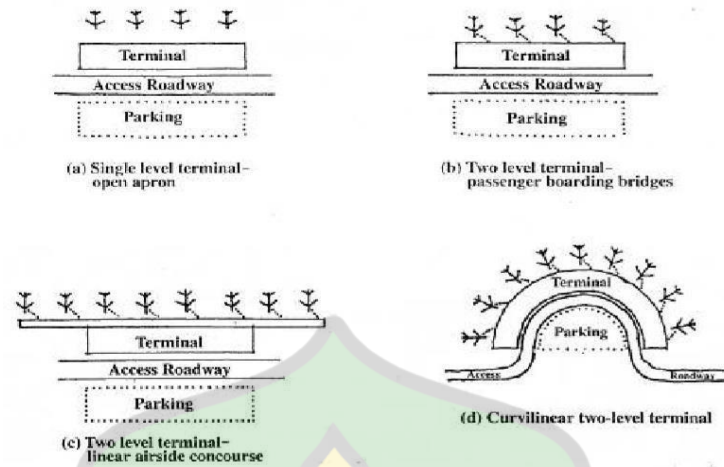 Terminal
Access Roadway
Parking
(a) Single level terminal–
open apron
Terminal
Access Roadway
Parking
(b) Two level terminal–
passenger boarding bridges
Terminal
Access Roadway
Parking
(c) Two level terminal–
linear airside concourse
Terminal
Parking
Access
Roadway
(d) Curvilinear two-level terminal